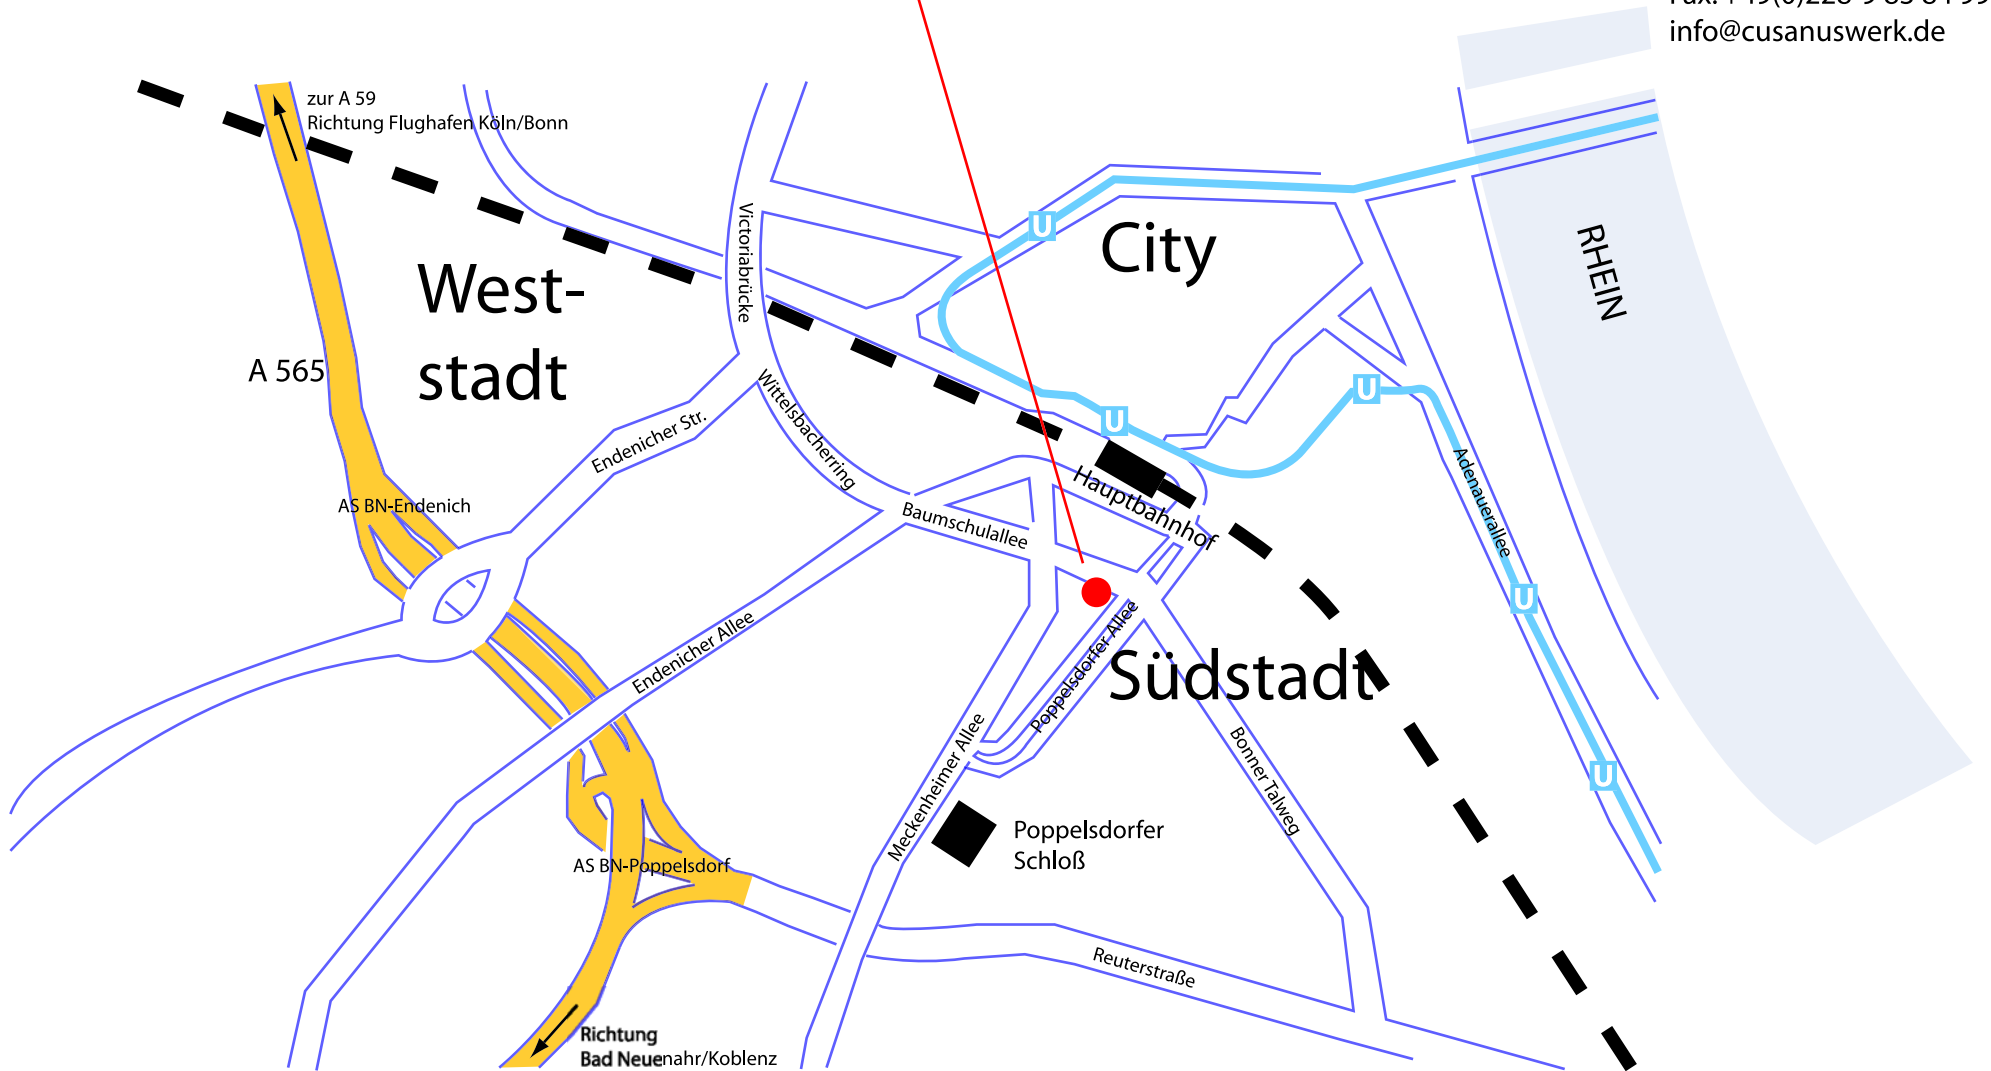 info@cusanuswerk.de
zur A 59
Richtung Flughafen Köln/Bonn
Victoriabrücke
U
City
RHEIN
West-
stadt
A 565
U
U
Wittelsbacherring
Endenicher Str.
Adenauerallee
Hauptbahnhof
AS BN-Endenich
Baumschulallee
U
Endenicher Allee
Poppelsdorfer Allee
Südstadt
Meckenheimer Allee
Bonner Talweg
U
Poppelsdorfer
Schloß
AS BN-Poppelsdorf
Reuterstraße
Richtung
Bad Neuenahr/Koblenz